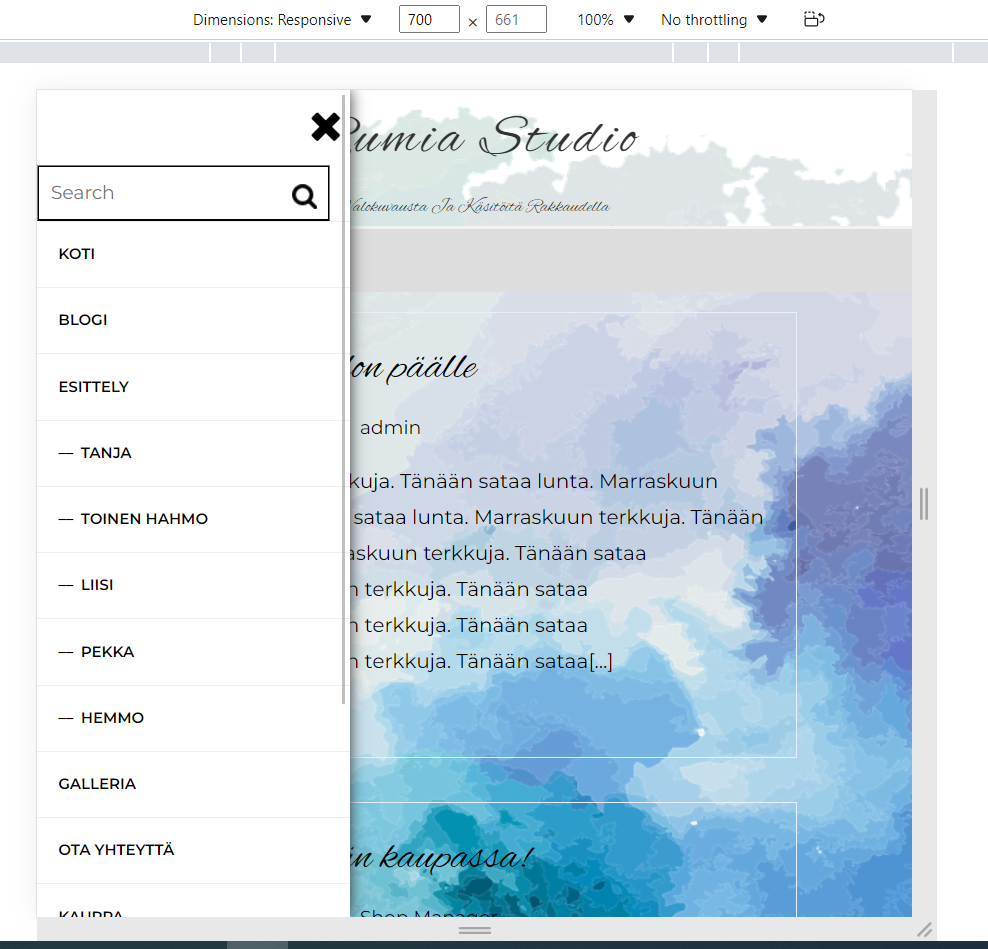 Dimensions: Responsive 700 × 661 100% No throttling
umia Studio
Search
Valokuvausta Ja Käsitöitä Rakkaudella
KOTI
BLOGI
ESITTELY
— TANJA
— TOINEN HAHMO
— LIISI
— PEKKA
— HEMMO
GALLERIA
OTA YHTEYTTÄ
KAUPPA
lon päälle
admin
kuja. Tänään sataa lunta. Marraskuun
sataa lunta. Marraskuun terkkuja. Tänään
askuun terkkuja. Tänään sataa
n terkkuja. Tänään sataa
n terkkuja. Tänään sataa
n terkkuja. Tänään sataa[...]
än kaupassa!
Shop Manager